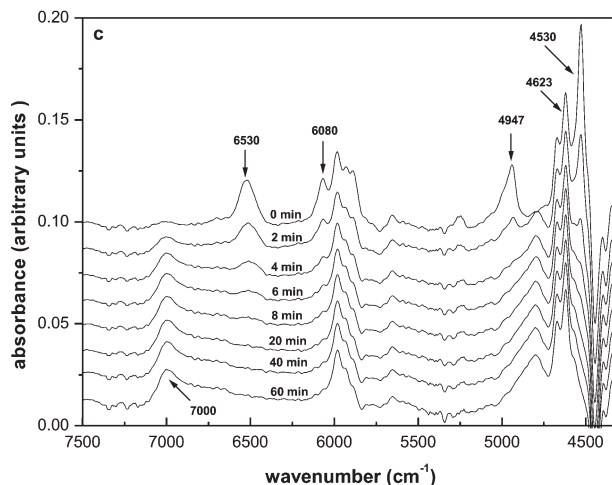 c
0.20
0.15
0.10
0.05
0.00
absorbance (arbitrary units )
4530
4623
4947
6080
6530
0 min
2 min
4 min
6 min
8 min
20 min
40 min
60 min
7000
7500 7000 6500 6000 5500 5000 4500
wavenumber (cm⁻¹)